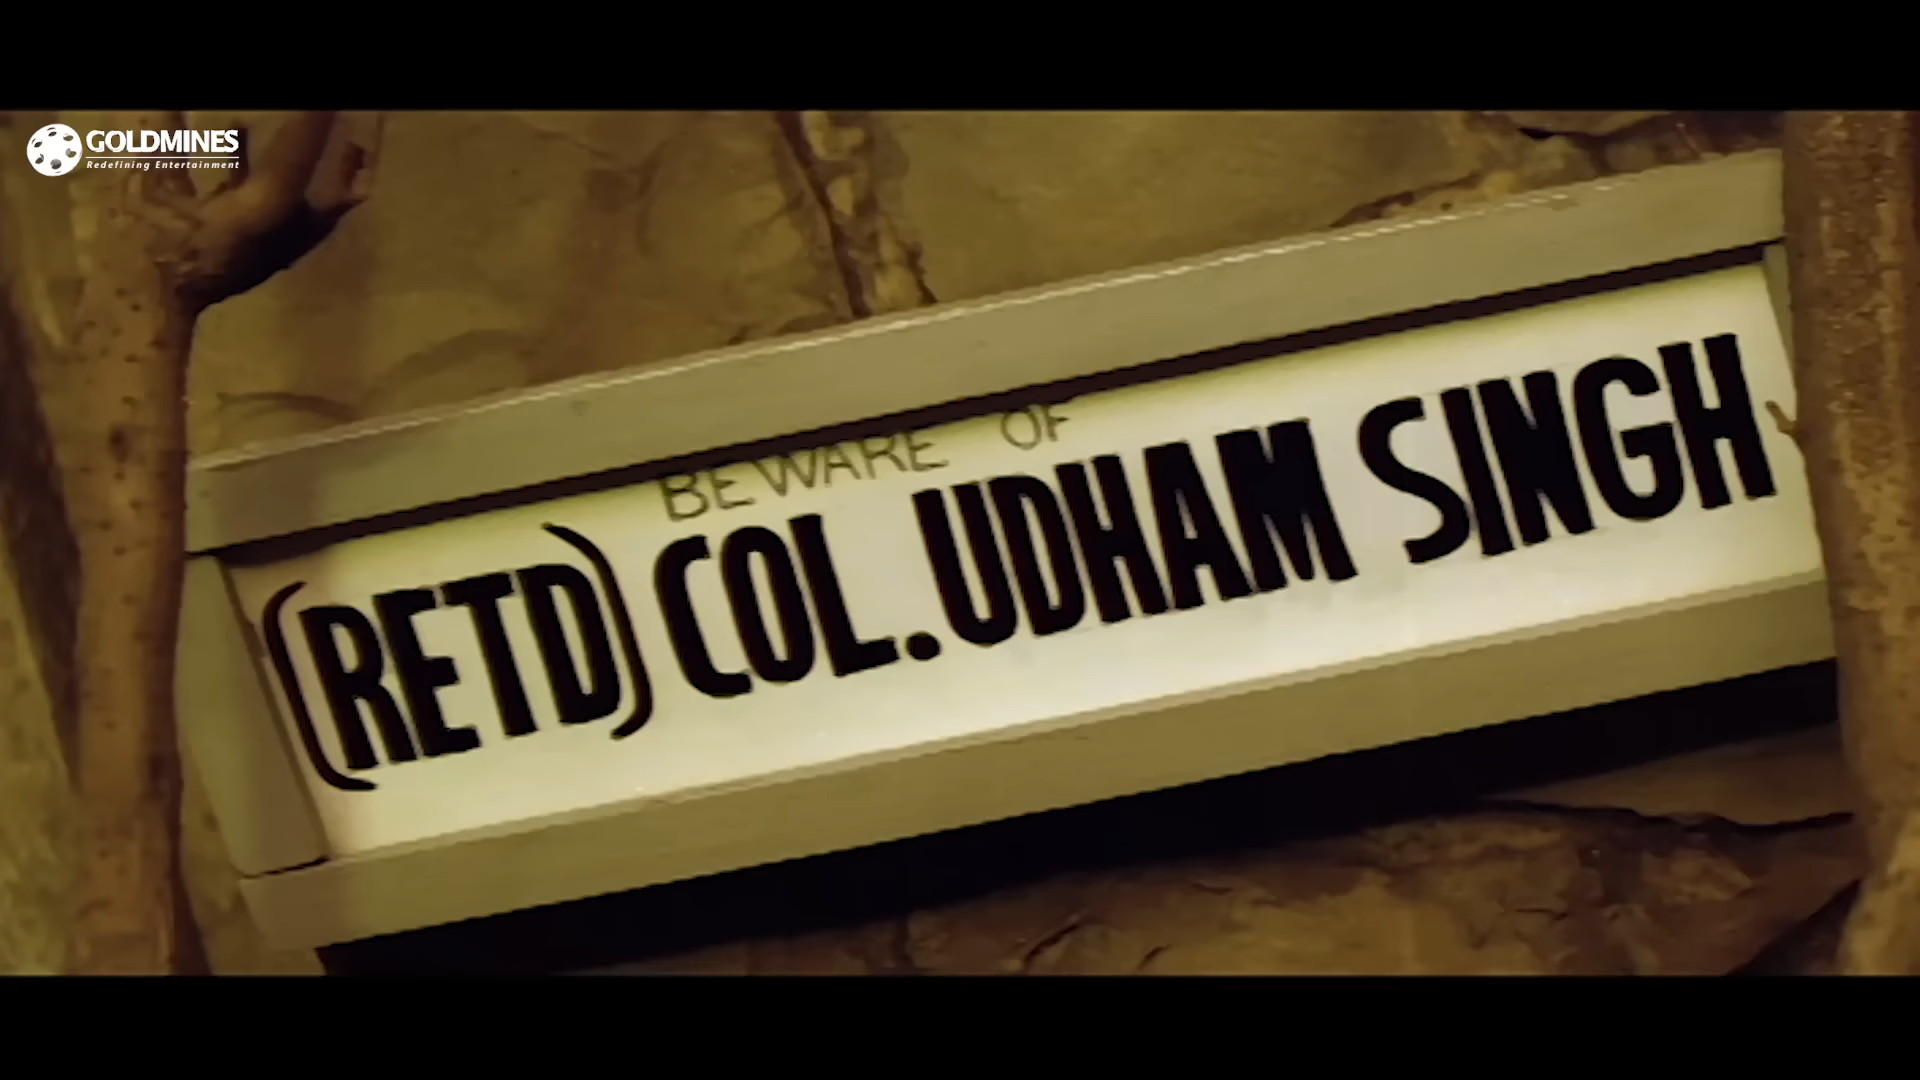 GOLDMINES
Redefining Entertainment
BEWARE OF
(RETD) COL. UDHAM SINGH